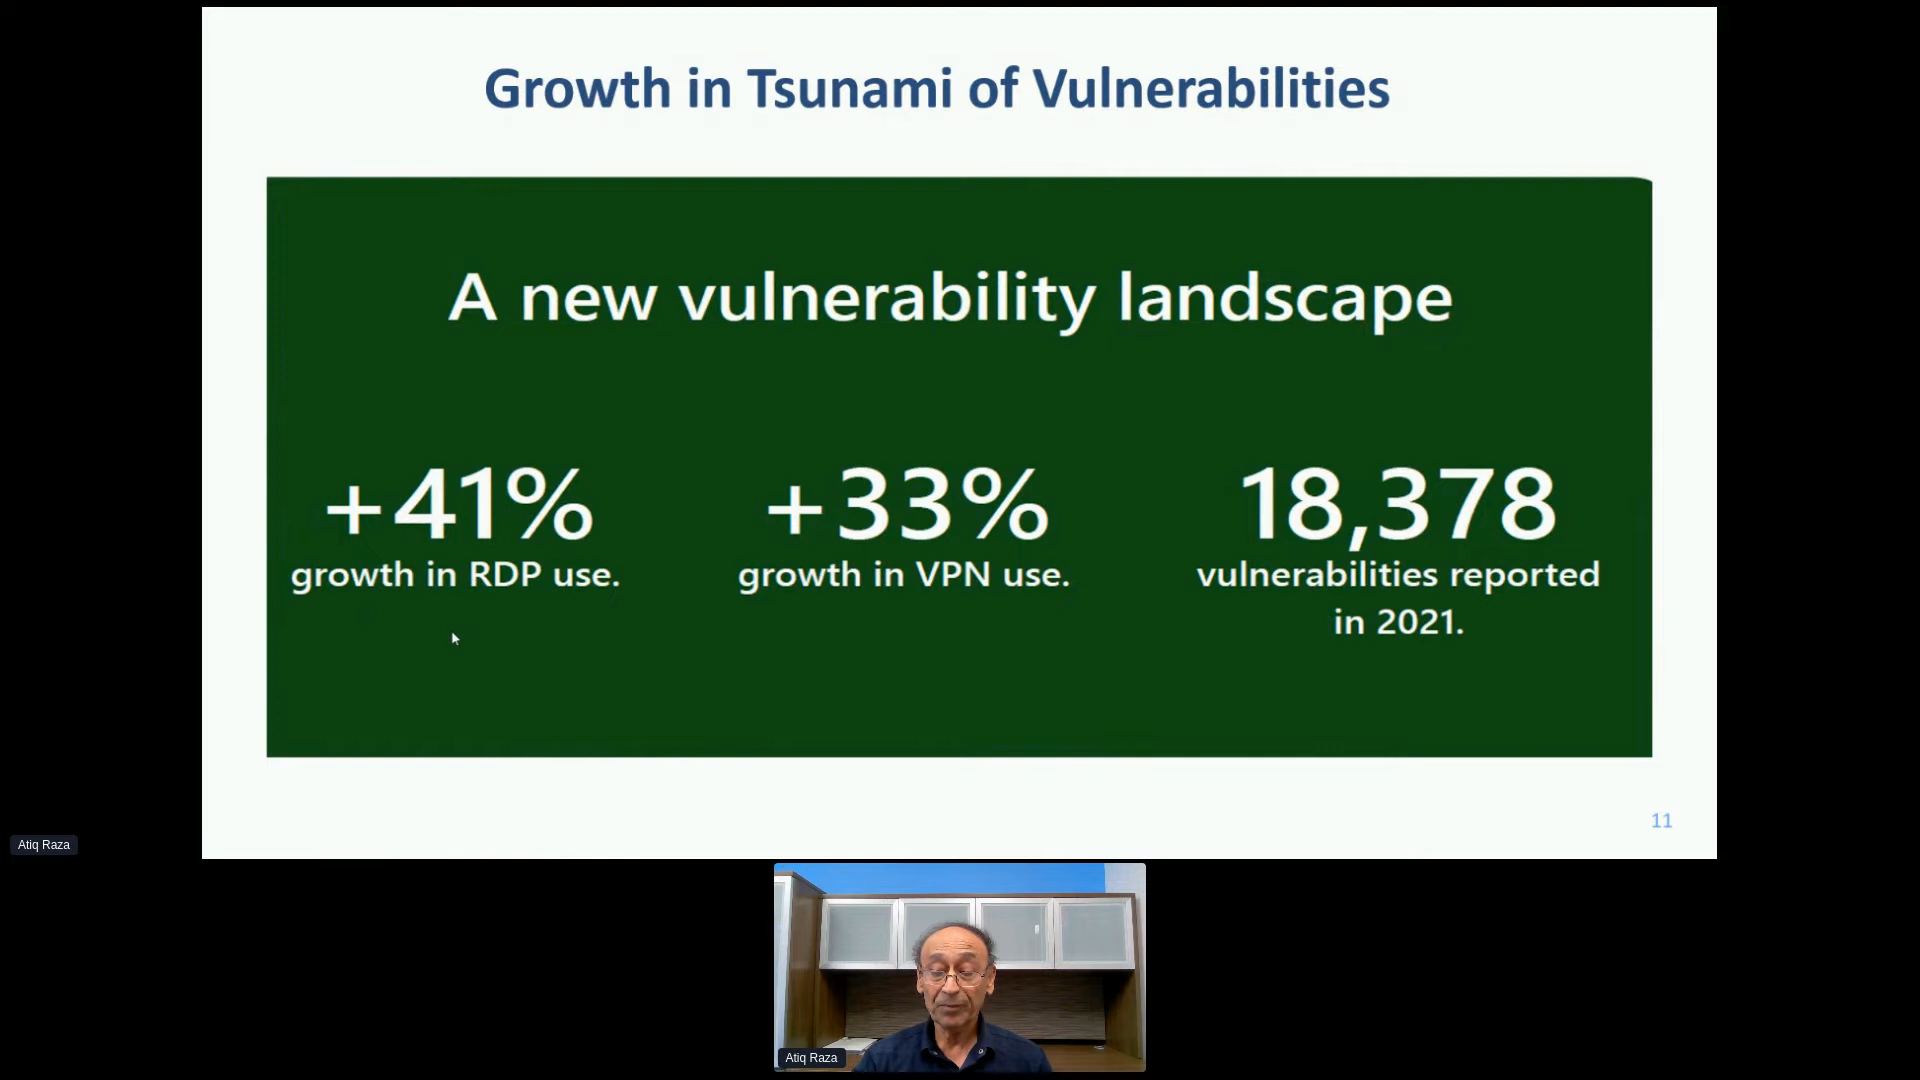 Growth in Tsunami of Vulnerabilities
A new vulnerability landscape
+41%
growth in RDP use.
+33%
growth in VPN use.
18,378
vulnerabilities reported
in 2021.
11
Atiq Raza
Atiq Raza